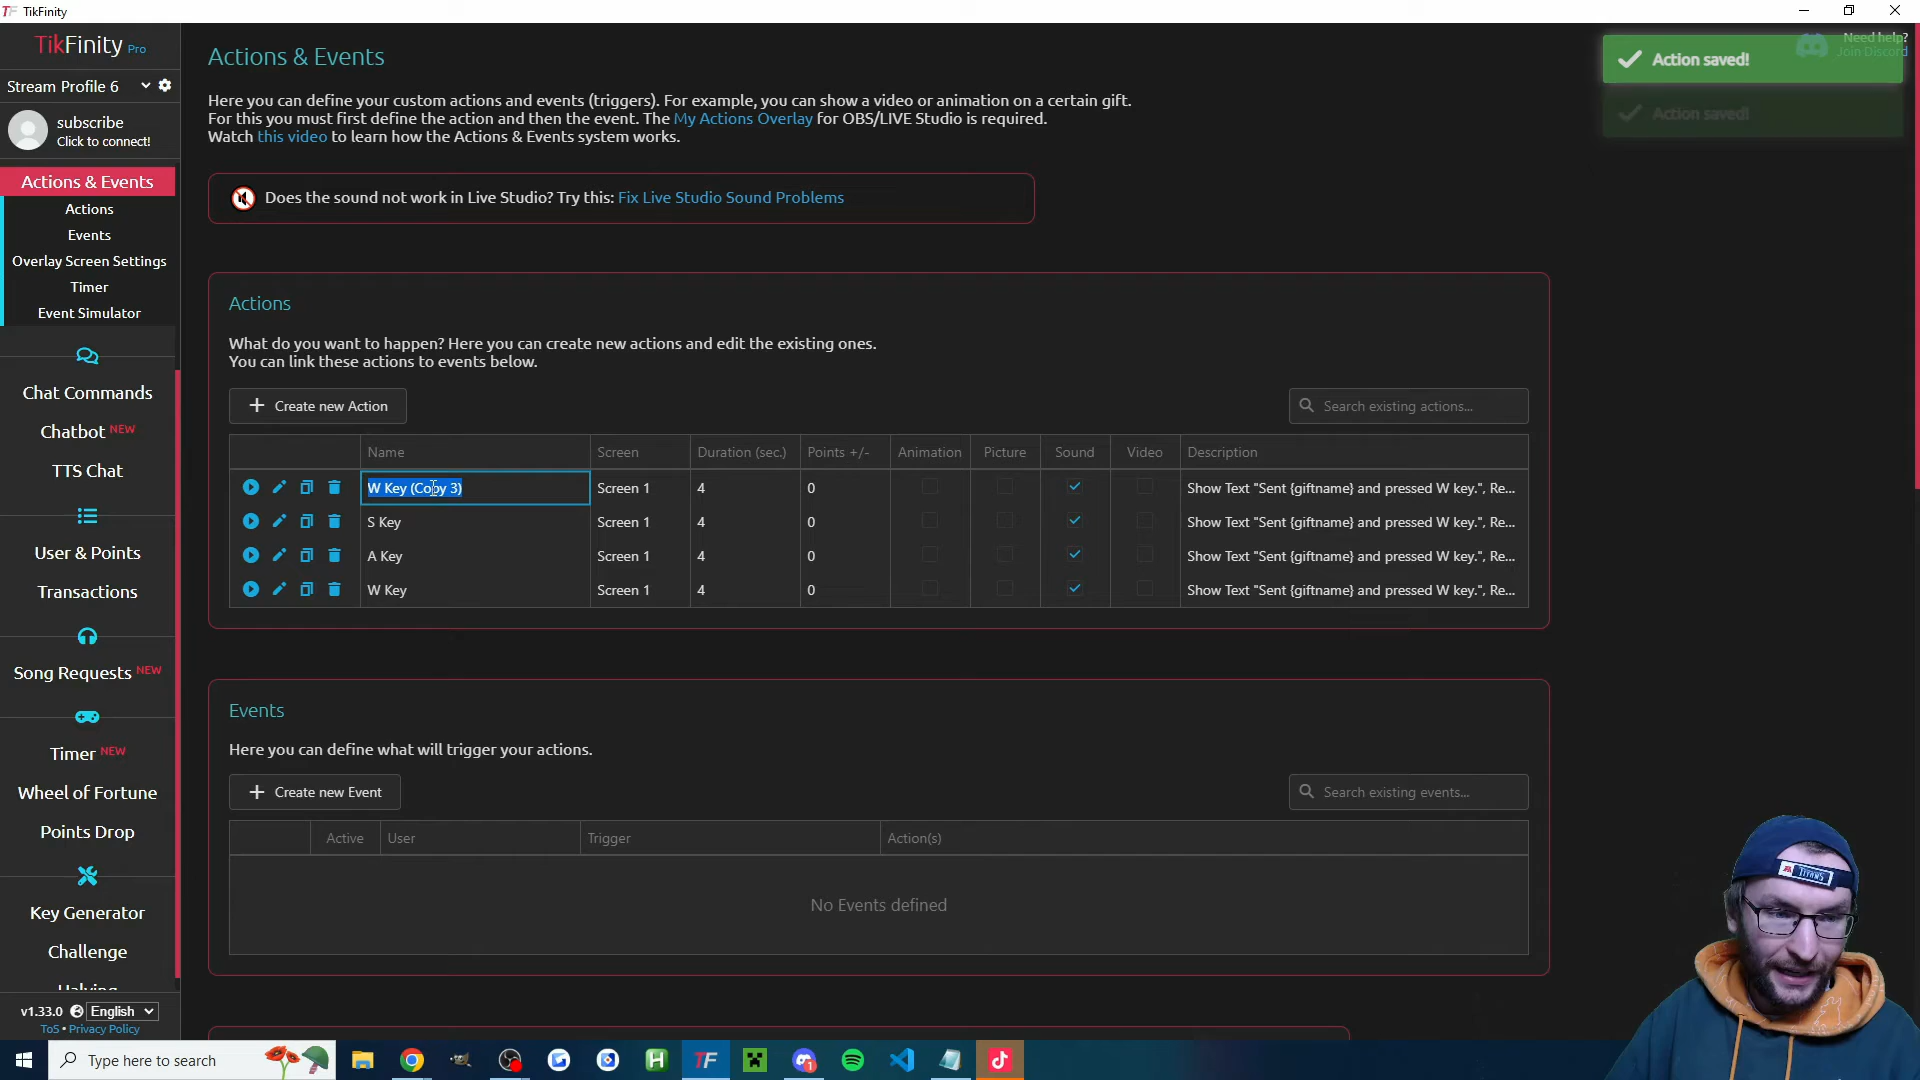 TikFinity
TikFinity Pro
Stream Profile 6
subscribe
Click to connect!
Actions & Events
Actions
Events
Overlay Screen Settings
Timer
Event Simulator
Chat Commands
Chatbot NEW
TTS Chat
User & Points
Transactions
Song Requests NEW
Timer NEW
Wheel of Fortune
Points Drop
Key Generator
Challenge
Halving
v1.33.0 English
ToS • Privacy Policy
Actions & Events
Here you can define your custom actions and events (triggers). For example, you can show a video or animation on a certain gift.
For this you must first define the action and then the event. The My Actions Overlay for OBS/LIVE Studio is required.
Watch this video to learn how the Actions & Events system works.
Does the sound not work in Live Studio? Try this: Fix Live Studio Sound Problems
Need help?
Join Discord
Action saved!
Action saved!
Actions
What do you want to happen? Here you can create new actions and edit the existing ones.
You can link these actions to events below.
+ Create new Action
Search existing actions...
Name Screen Duration (sec.) Points +/- Animation Picture Sound Video Description
W Key (Copy 3) Screen 1 4 0 Show Text "Sent {giftname} and pressed W key.", Re...
S Key Screen 1 4 0 Show Text "Sent {giftname} and pressed W key.", Re...
A Key Screen 1 4 0 Show Text "Sent {giftname} and pressed W key.", Re...
W Key Screen 1 4 0 Show Text "Sent {giftname} and pressed W key.", Re...
Events
Here you can define what will trigger your actions.
+ Create new Event
Search existing events...
Active User Trigger Action(s)
No Events defined
TITANS
Type here to search
H
TF
1